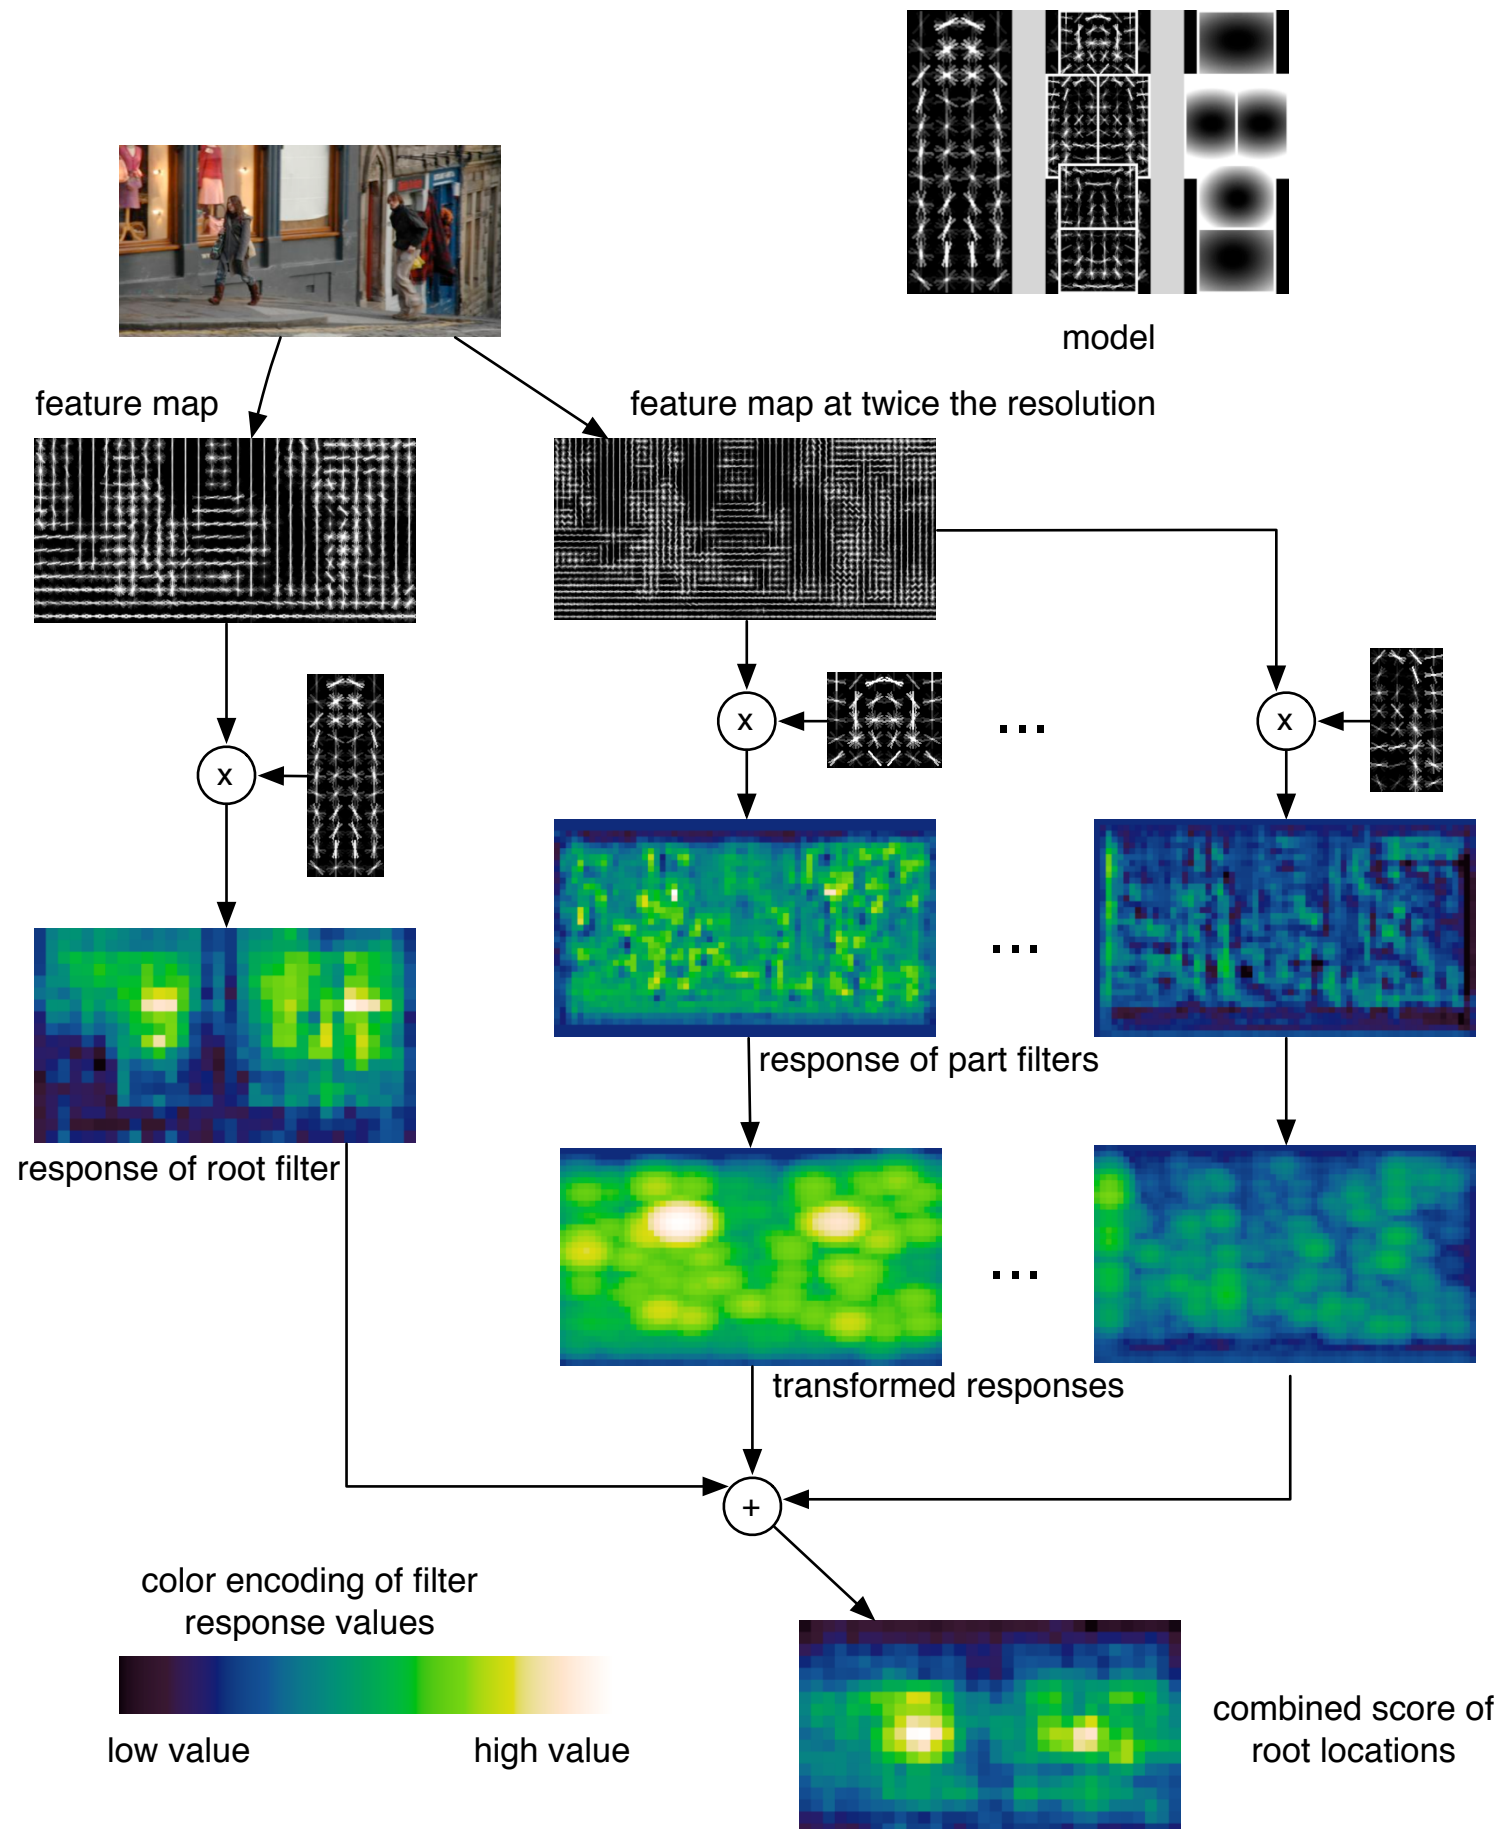 model
feature map
feature map at twice the resolution
x
x
x
...
...
response of part filters
response of root filter
...
transformed responses
+
color encoding of filter
response values
low value
high value
combined score of
root locations